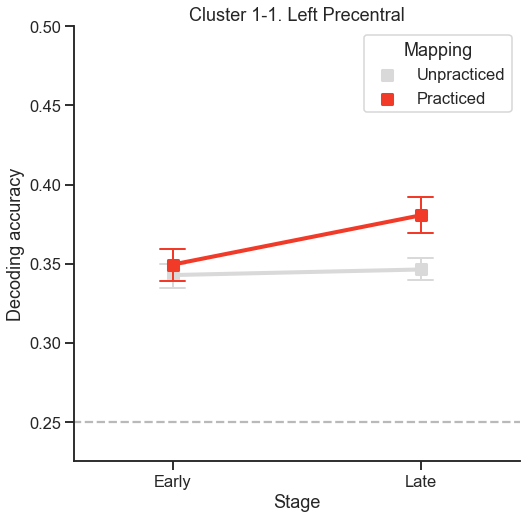 Cluster 1-1. Left Precentral
0.50
0.45
0.40
0.35
0.30
0.25
Decoding accuracy
Mapping
Unpracticed
Practiced
Early
Late
Stage